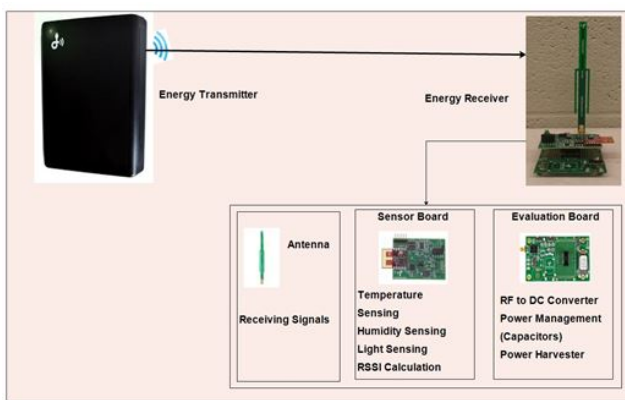 Energy Transmitter
Energy Receiver
Antenna
Receiving Signals
Sensor Board
Temperature
Sensing
Humidity Sensing
Light Sensing
RSSI Calculation
Evaluation Board
RF to DC Converter
Power Management
(Capacitors)
Power Harvester